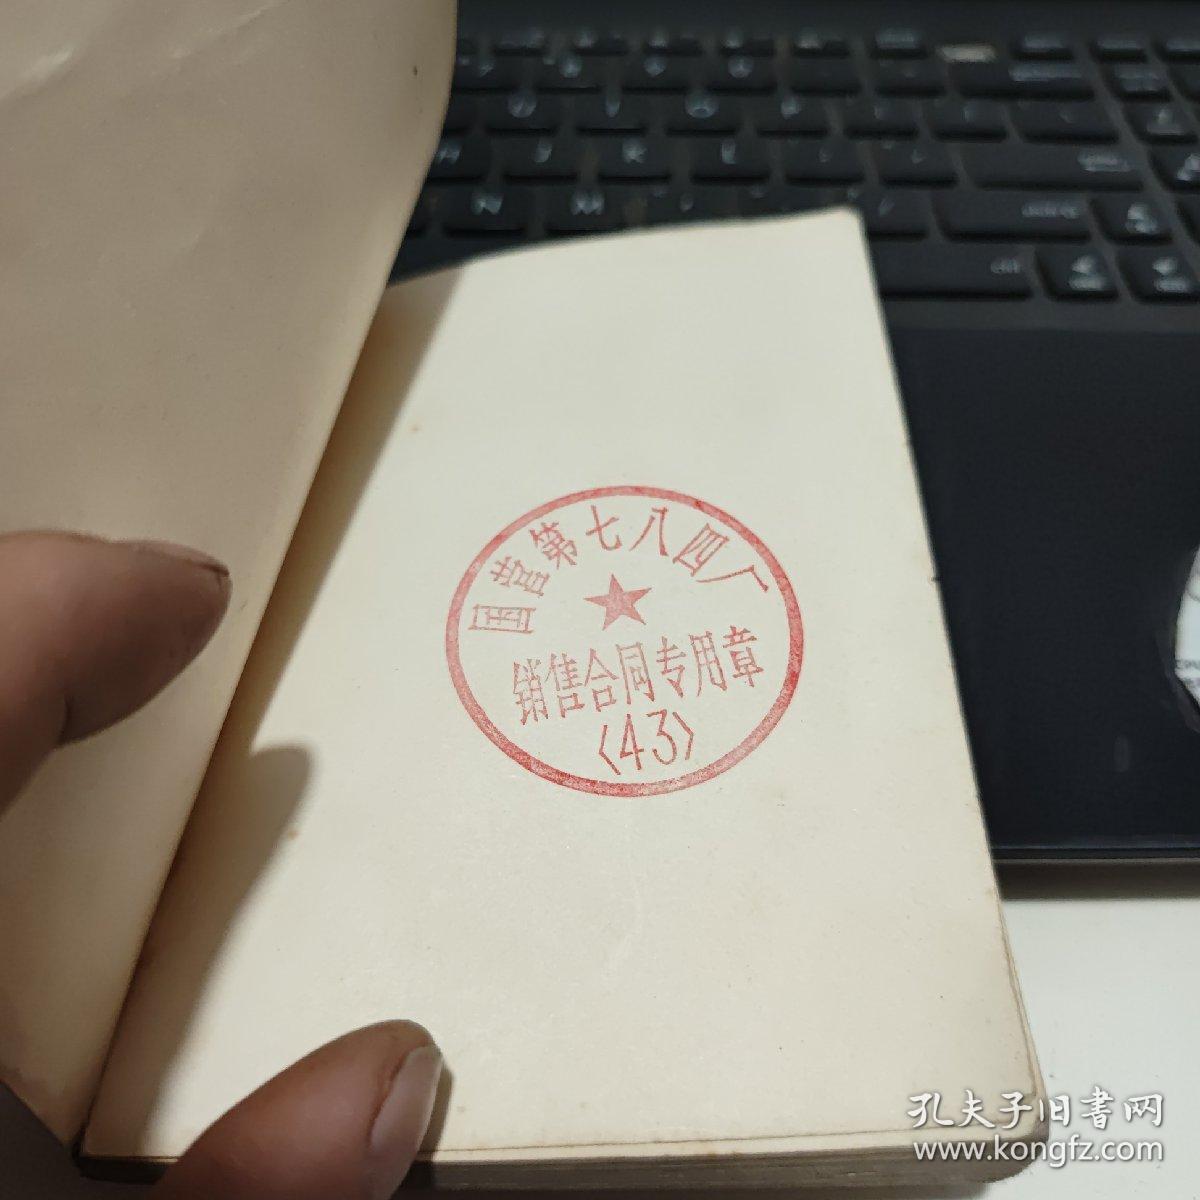 国营第七八四厂
销售合同专用章
〈43〉
H J K L
N M
alt
孔夫子旧书网
www.kongfz.com